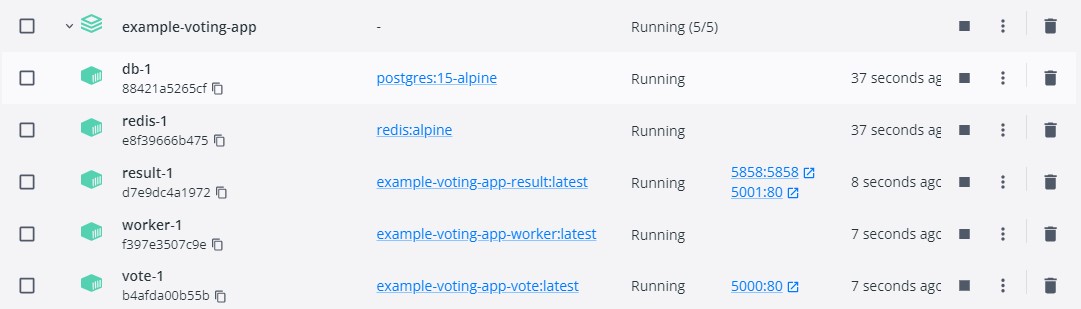 example-voting-app - Running (5/5)
db-1
88421a5265cf postgres:15-alpine Running 37 seconds ag
redis-1
e8f39666b475 redis:alpine Running 37 seconds ag
result-1
d7e9dc4a1972 example-voting-app-result:latest Running 5858:5858 8 seconds agc
5001:80
worker-1
f397e3507c9e example-voting-app-worker:latest Running 7 seconds agc
vote-1
b4afda00b55b example-voting-app-vote:latest Running 5000:80 7 seconds agc